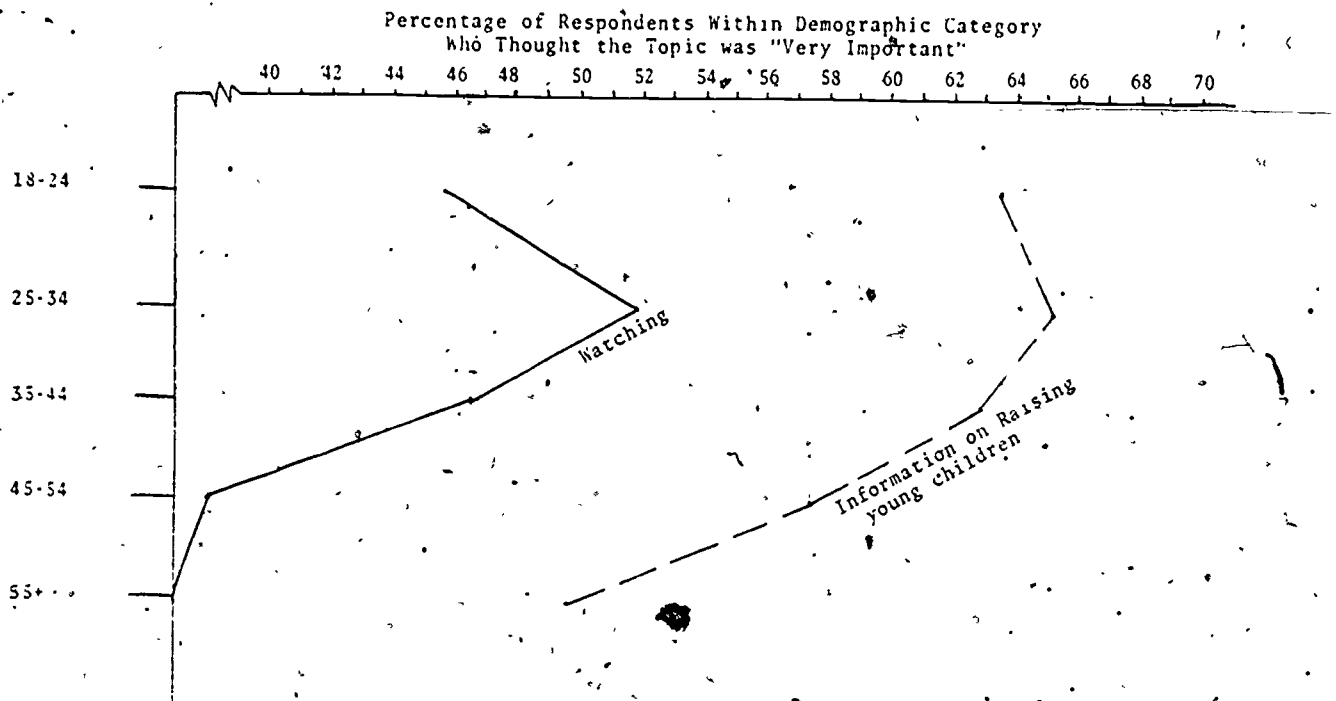 Percentage of Respondents Within Demographic Category
Who Thought the Topic was "Very Important"
40 42 44 46 48 50 52 54 56 58 60 62 64 66 68 70
18-24
25-34
Watching
35-44
Information on Raising
young children
45-54
55+